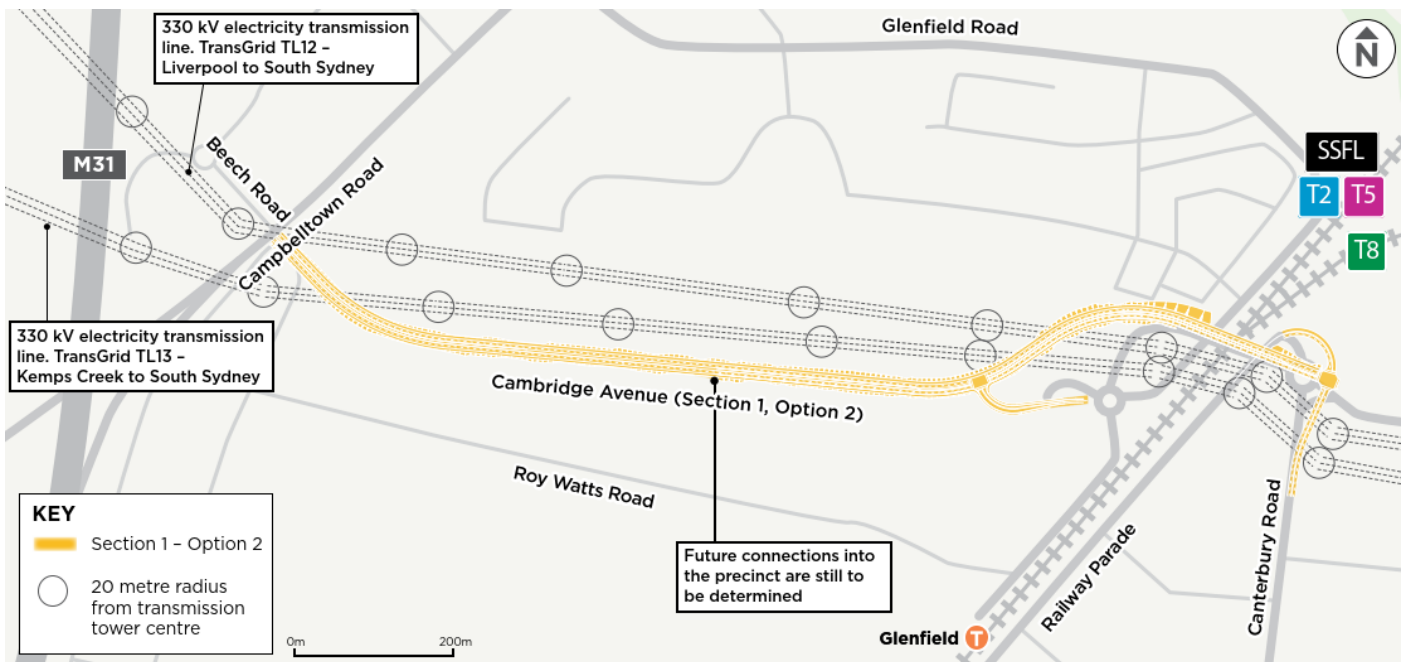 330 kV electricity transmission
line. TransGrid TL12 –
Liverpool to South Sydney
Glenfield Road
N
M31
Beech Road
Campbelltown Road
SSFL
T2 T5
T8
330 kV electricity transmission
line. TransGrid TL13 –
Kemps Creek to South Sydney
Cambridge Avenue (Section 1, Option 2)
Roy Watts Road
KEY
Section 1 – Option 2
20 metre radius
from transmission
tower centre
0m 200m
Future connections into
the precinct are still to
be determined
Glenfield T
Railway Parade
Canterbury Road